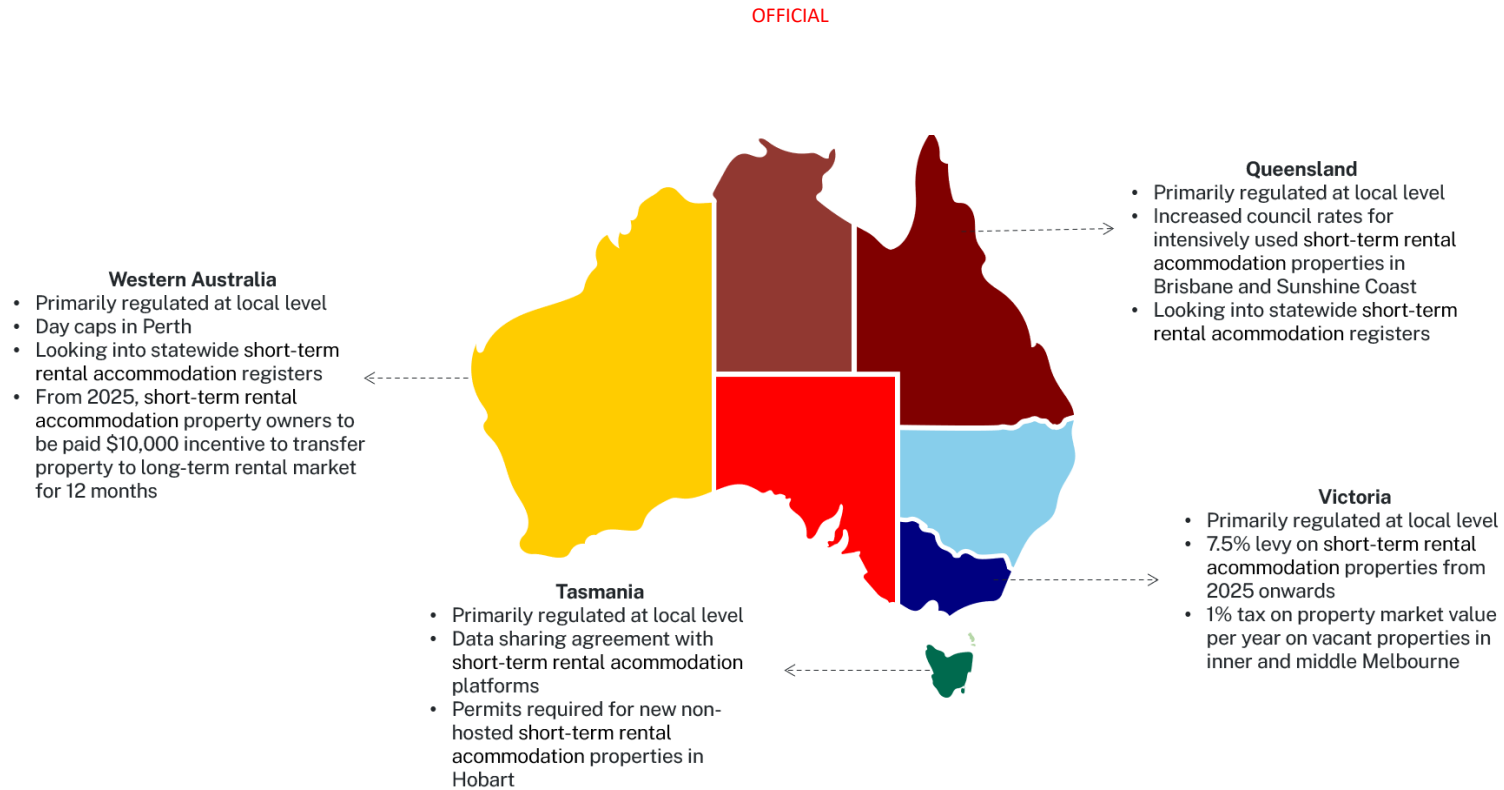 OFFICIAL
Queensland
• Primarily regulated at local level
• Increased council rates for
intensively used short-term rental
acommodation properties in
Brisbane and Sunshine Coast
• Looking into statewide short-term
rental acommodation registers
Western Australia
• Primarily regulated at local level
• Day caps in Perth
• Looking into statewide short-term
rental accommodation registers
• From 2025, short-term rental
accommodation property owners to
be paid $10,000 incentive to transfer
property to long-term rental market
for 12 months
Victoria
• Primarily regulated at local level
• 7.5% levy on short-term rental
acommodation properties from
2025 onwards
• 1% tax on property market value
per year on vacant properties in
inner and middle Melbourne
Tasmania
• Primarily regulated at local level
• Data sharing agreement with
short-term rental acommodation
platforms
• Permits required for new non-
hosted short-term rental
acommodation properties in
Hobart